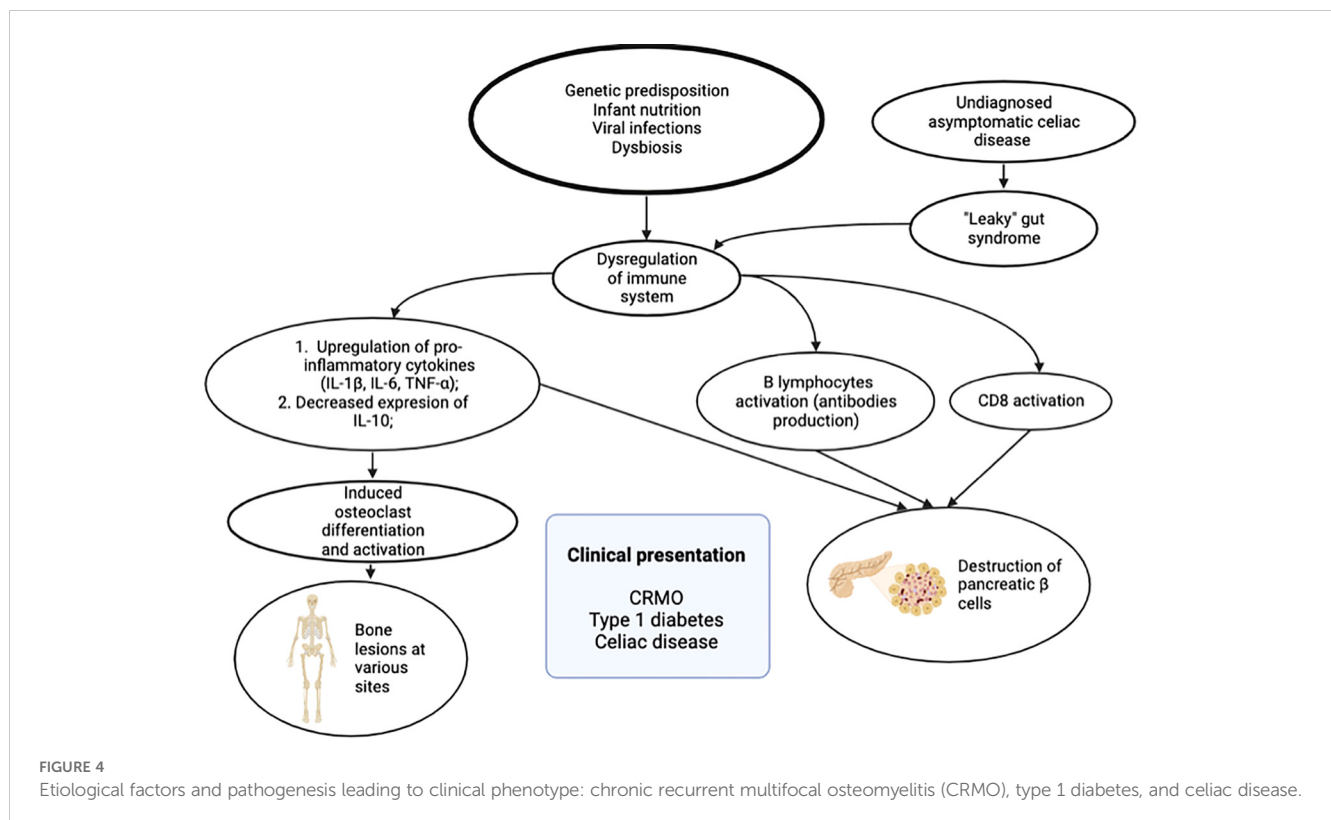 Genetic predisposition
Infant nutrition
Viral infections
Dysbiosis
Undiagnosed
asymptomatic celiac
disease
"Leaky" gut
syndrome
Dysregulation
of immune
system
1. Upregulation of pro-
inflammatory cytokines
(IL-1β, IL-6, TNF-α);
2. Decreased expresion of
IL-10;
B lymphocytes
activation (antibodies
production)
CD8 activation
Induced
osteoclast
differentiation
and activation
Clinical presentation
CRMO
Type 1 diabetes
Celiac disease
Destruction of
pancreatic β
cells
Bone
lesions at
various
sites
FIGURE 4
Etiological factors and pathogenesis leading to clinical phenotype: chronic recurrent multifocal osteomyelitis (CRMO), type 1 diabetes, and celiac disease.